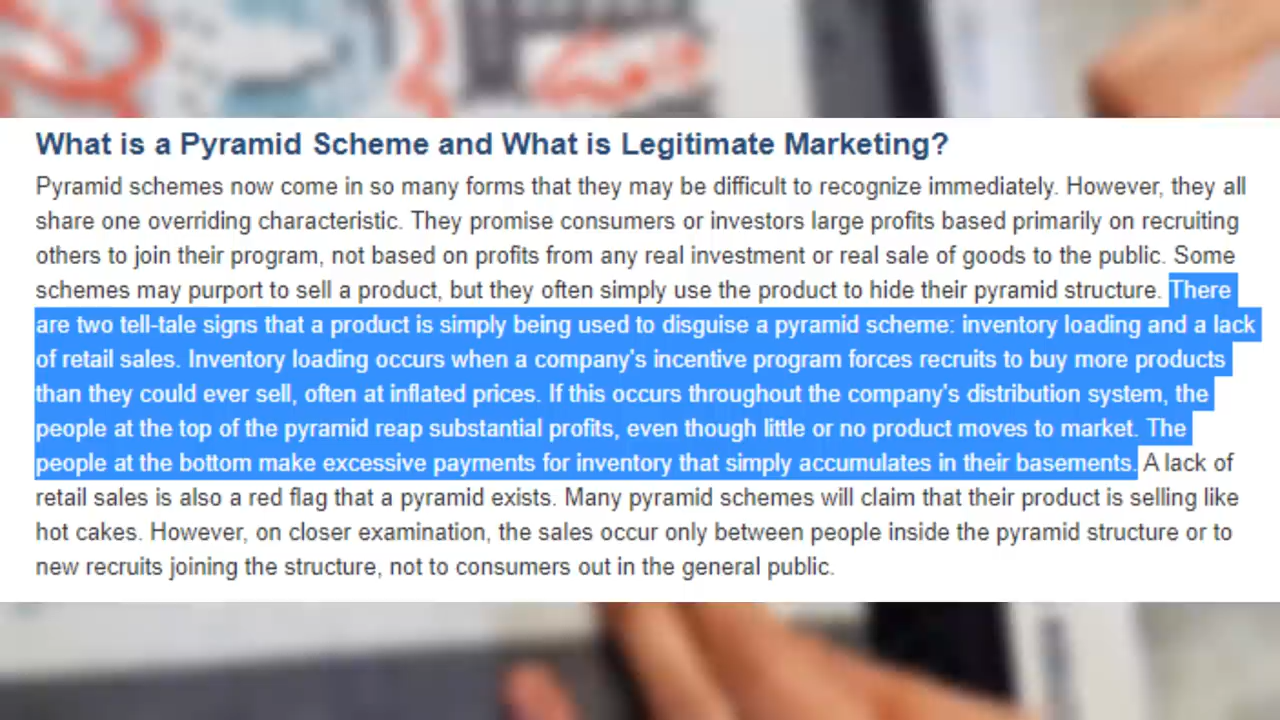 What is a Pyramid Scheme and What is Legitimate Marketing?
Pyramid schemes now come in so many forms that they may be difficult to recognize immediately. However, they all
share one overriding characteristic. They promise consumers or investors large profits based primarily on recruiting
others to join their program, not based on profits from any real investment or real sale of goods to the public. Some
schemes may purport to sell a product, but they often simply use the product to hide their pyramid structure. There
are two tell-tale signs that a product is simply being used to disguise a pyramid scheme: inventory loading and a lack
of retail sales. Inventory loading occurs when a company's incentive program forces recruits to buy more products
than they could ever sell, often at inflated prices. If this occurs throughout the company's distribution system, the
people at the top of the pyramid reap substantial profits, even though little or no product moves to market. The
people at the bottom make excessive payments for inventory that simply accumulates in their basements. A lack of
retail sales is also a red flag that a pyramid exists. Many pyramid schemes will claim that their product is selling like
hot cakes. However, on closer examination, the sales occur only between people inside the pyramid structure or to
new recruits joining the structure, not to consumers out in the general public.